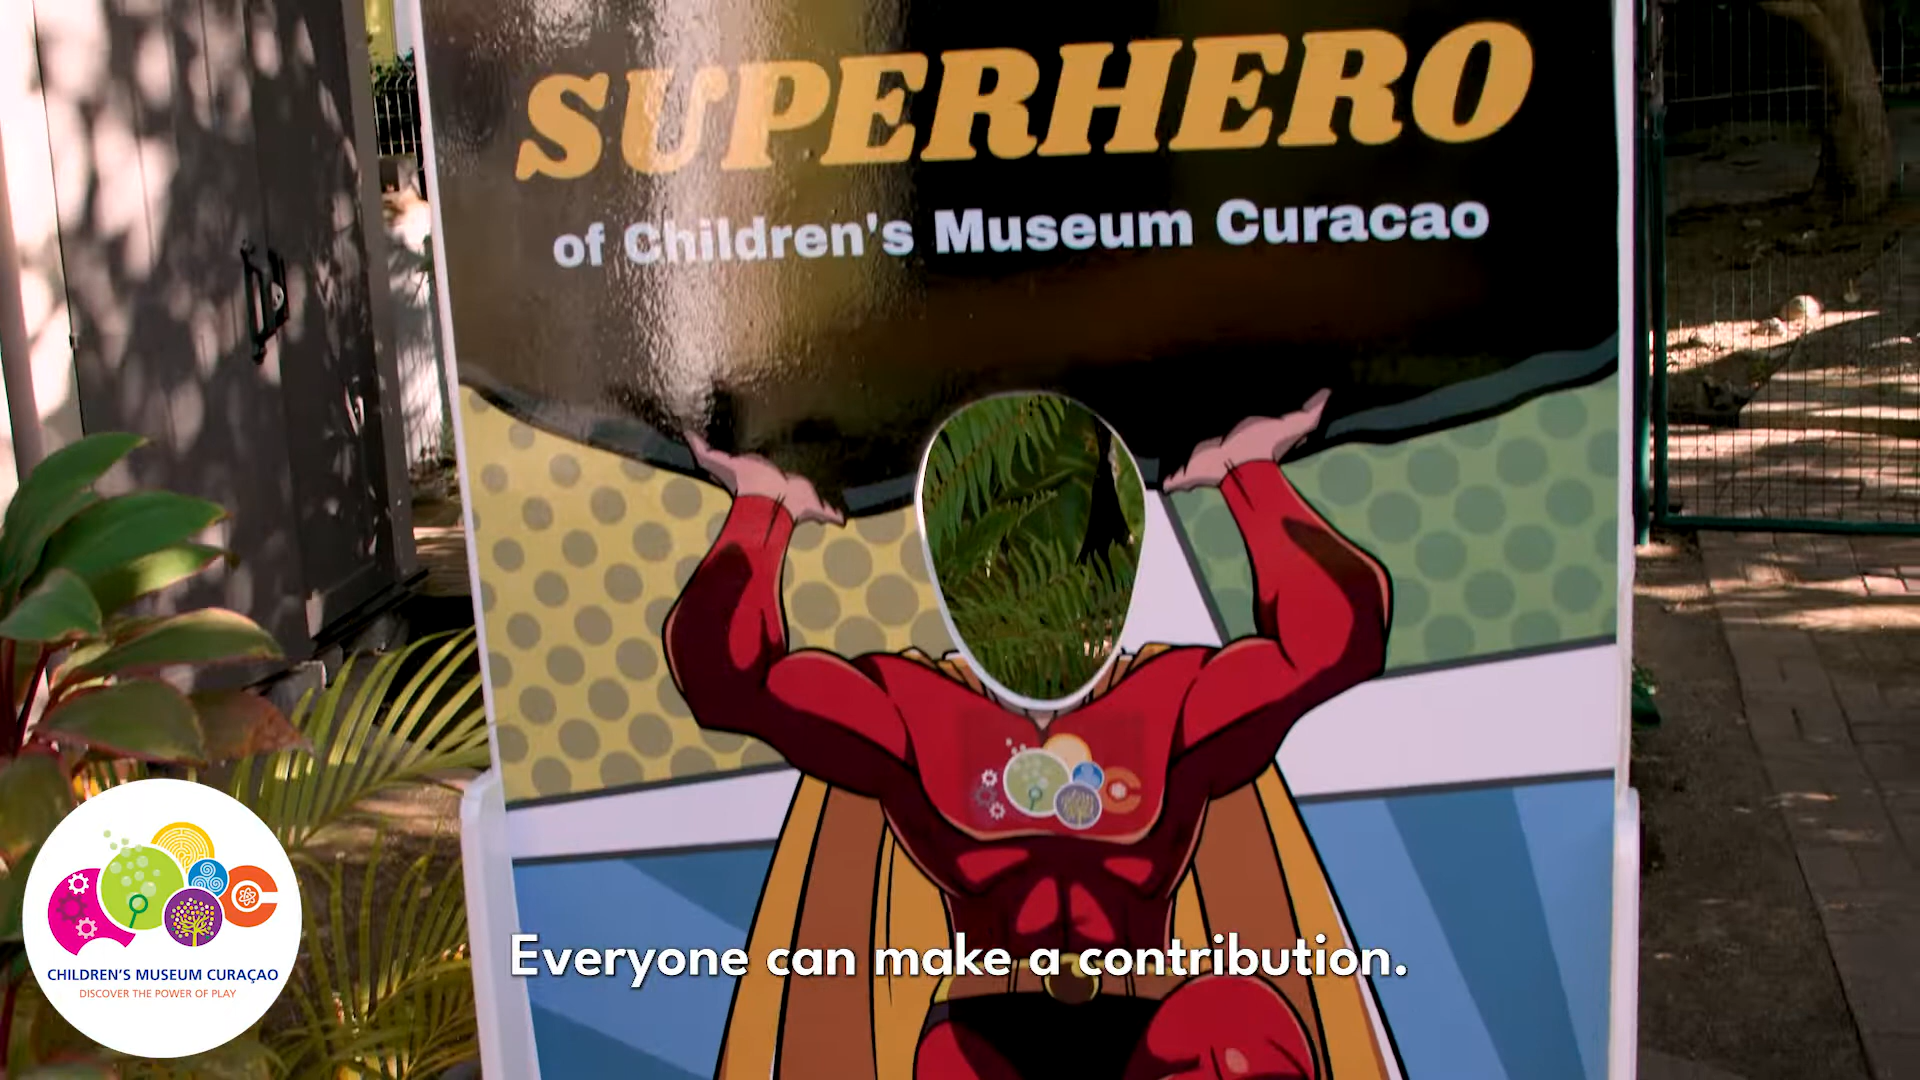 SUPERHERO
of Children's Museum Curacao
Everyone can make a contribution.
CHILDREN'S MUSEUM CURAÇAO
DISCOVER THE POWER OF PLAY